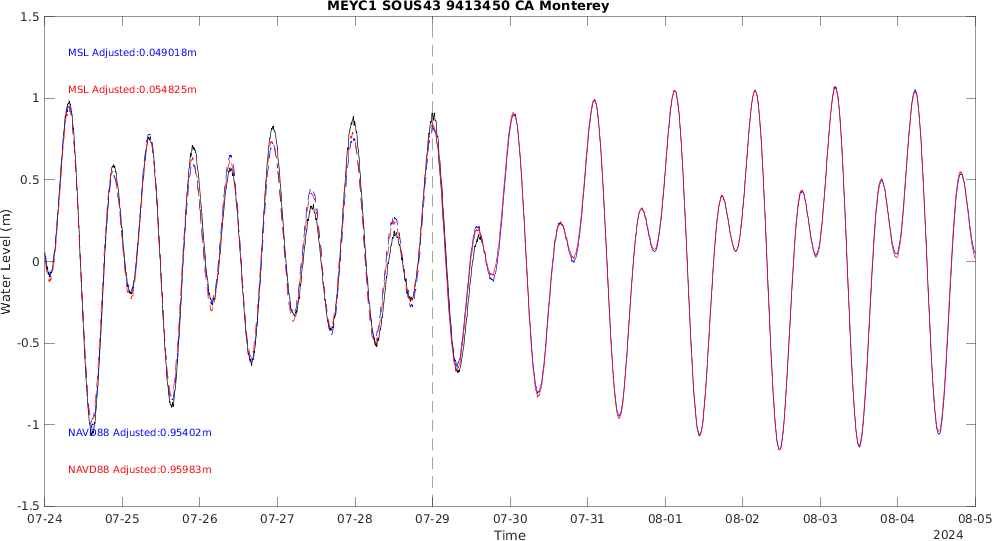 MEYC1 SOUS43 9413450 CA Monterey
1.5
MSL Adjusted:0.049018m
1
MSL Adjusted:0.054825m
0.5
Water Level (m)
0
-0.5
-1
NAVD88 Adjusted:0.95402m
NAVD88 Adjusted:0.95983m
-1.5
07-24 07-25 07-26 07-27 07-28 07-29 07-30 07-31 08-01 08-02 08-03 08-04 08-05
Time
2024